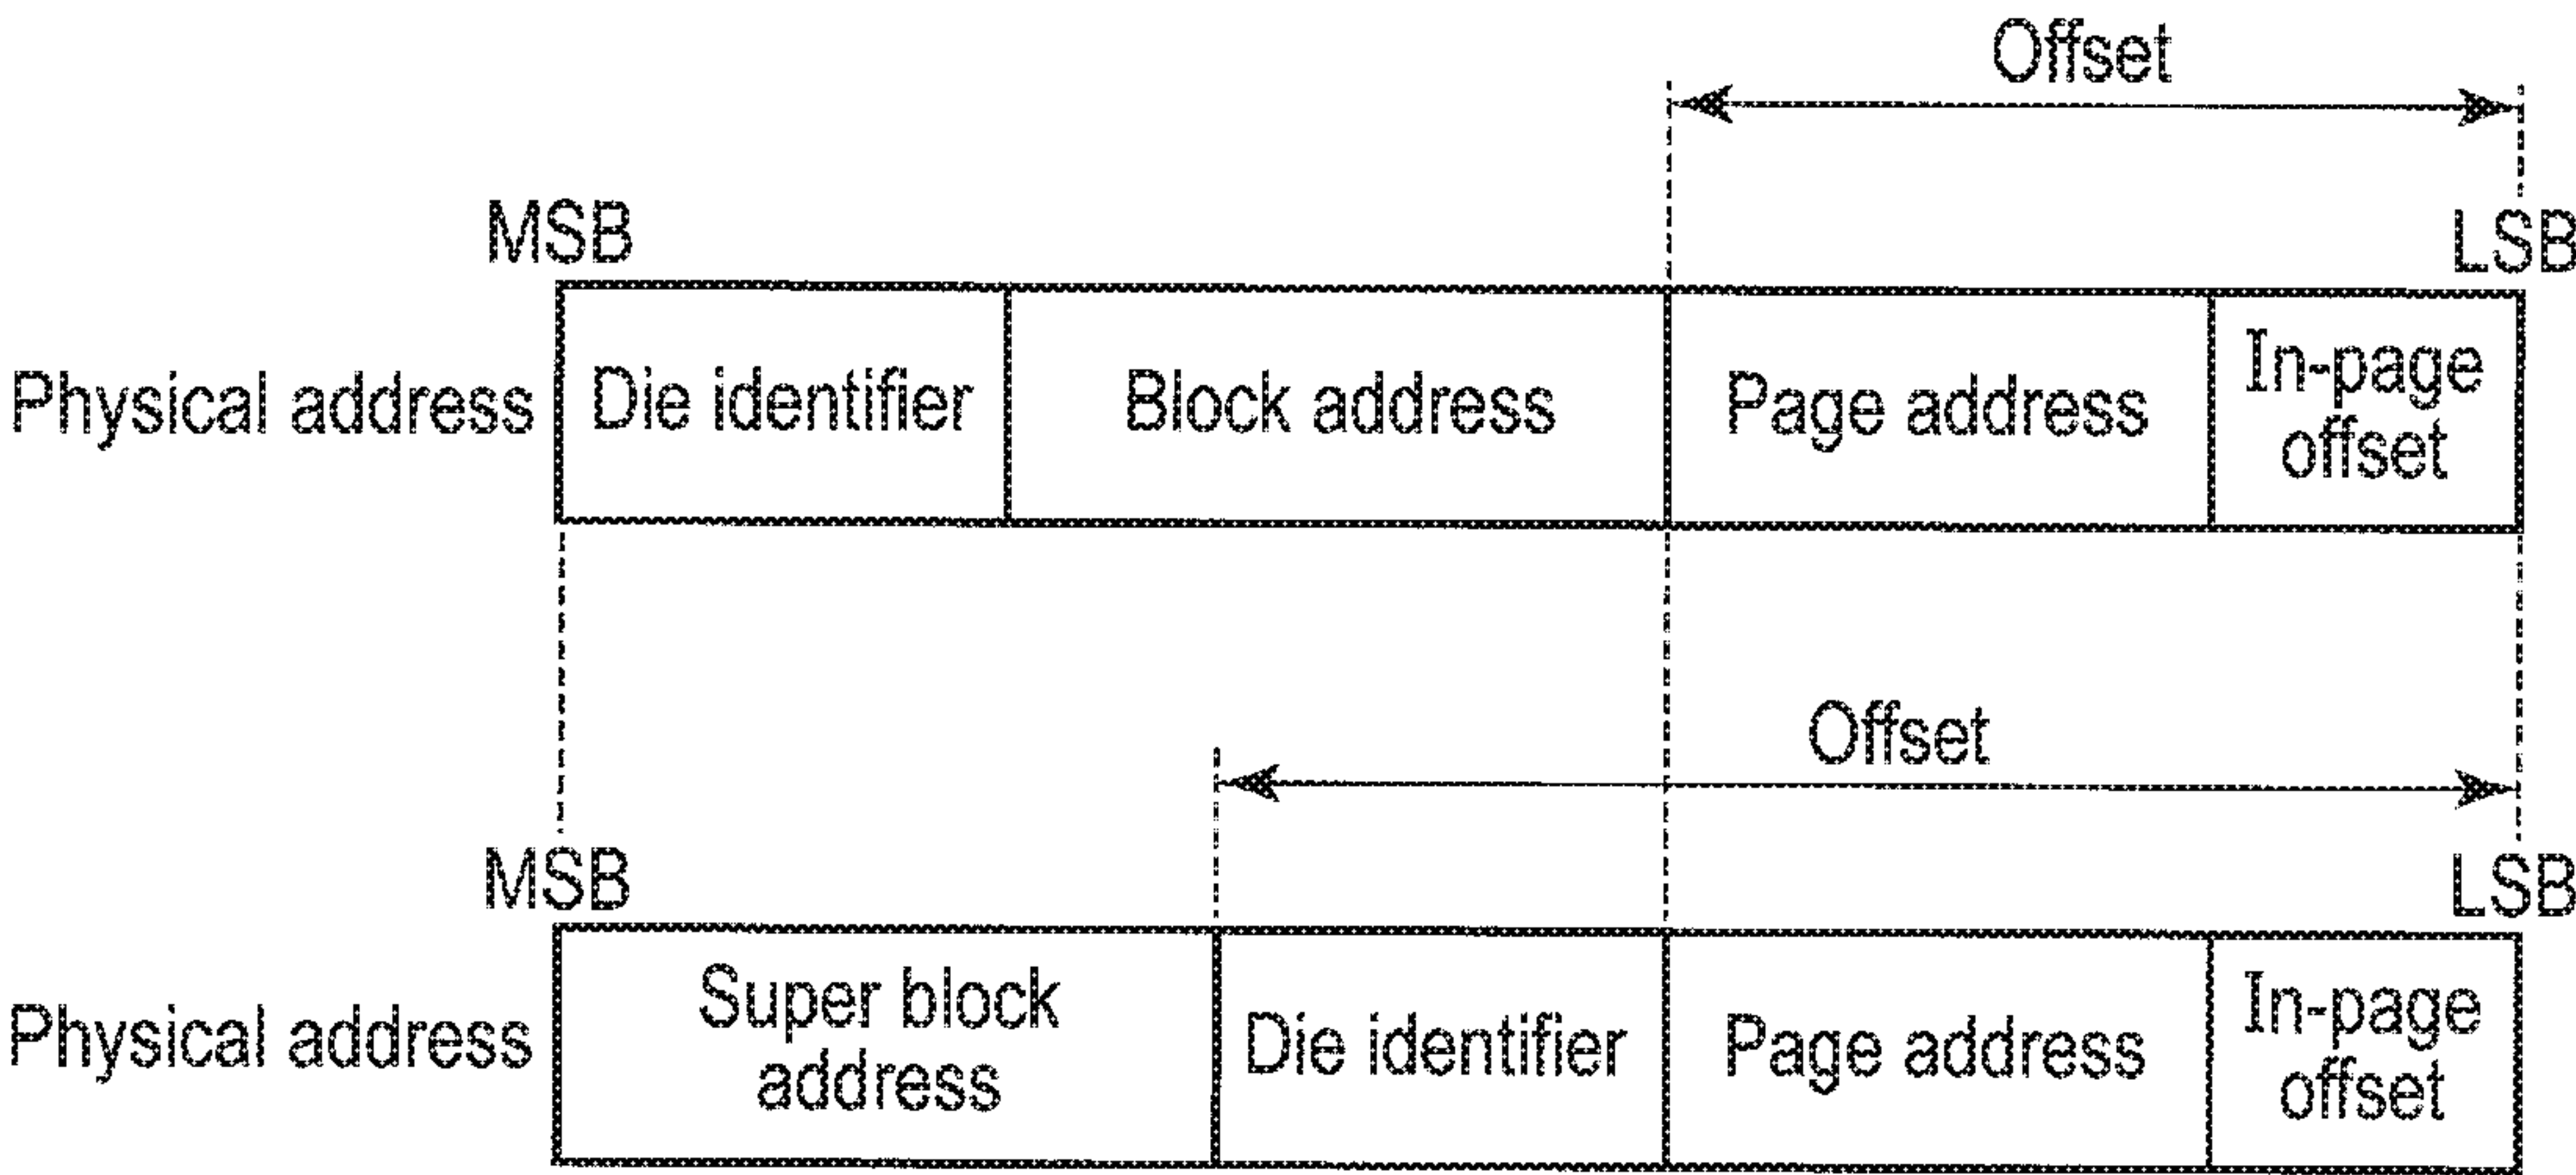 Offset
MSB
LSB
Physical address
Die identifier
Block address
Page address
In-page
offset
Offset
MSB
LSB
Physical address
Super block
address
Die identifier
Page address
In-page
offset